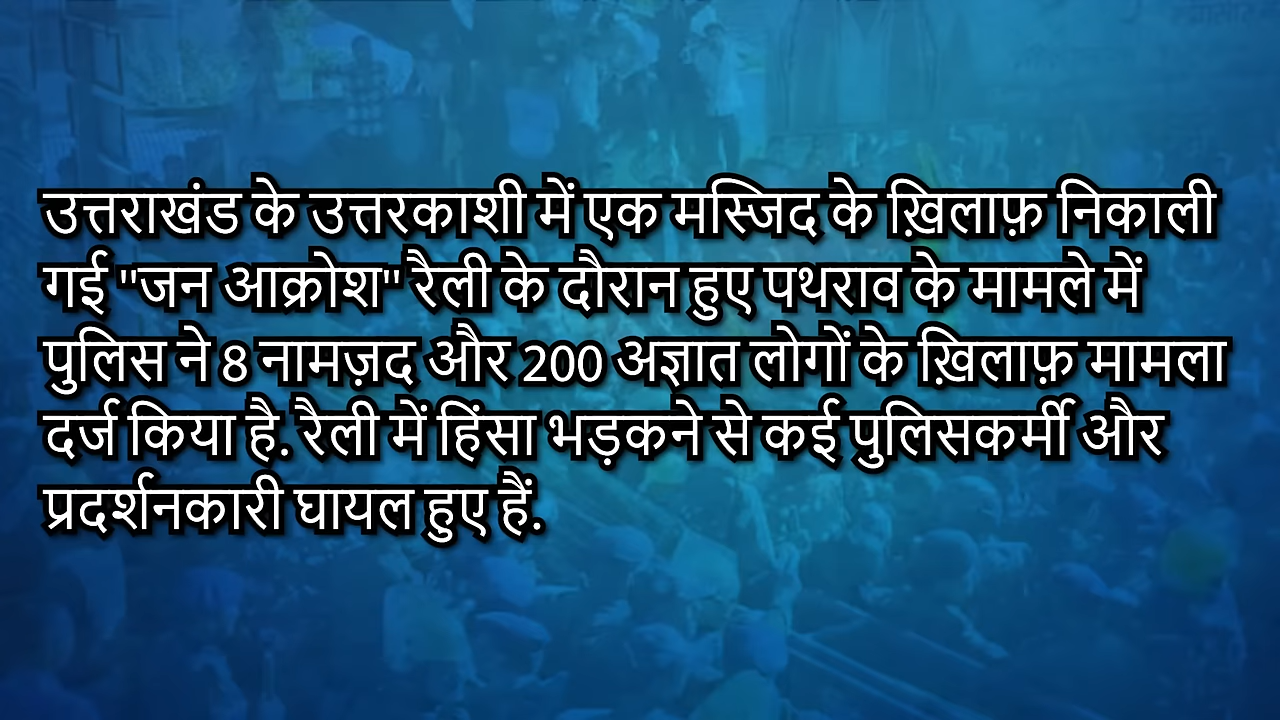 उत्तराखंड के उत्तरकाशी में एक मस्जिद के ख़िलाफ़ निकाली
गई "जन आक्रोश" रैली के दौरान हुए पथराव के मामले में
पुलिस ने 8 नामज़द और 200 अज्ञात लोगों के ख़िलाफ़ मामला
दर्ज किया है. रैली में हिंसा भड़कने से कई पुलिसकर्मी और
प्रदर्शनकारी घायल हुए हैं.